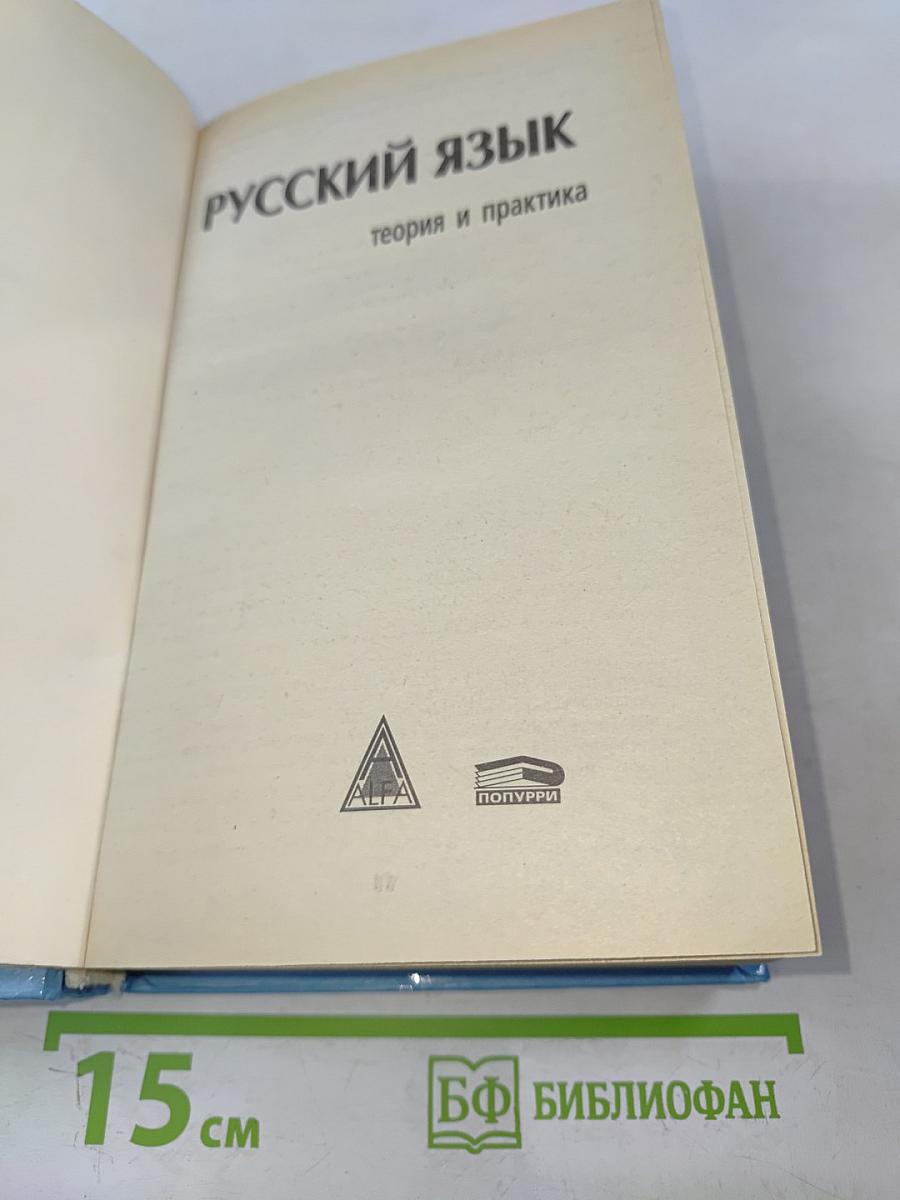 РУССКИЙ ЯЗЫК
теория и практика
A
ALFA
ПОПУРРИ
15 см
БФ БИБЛИОФАН